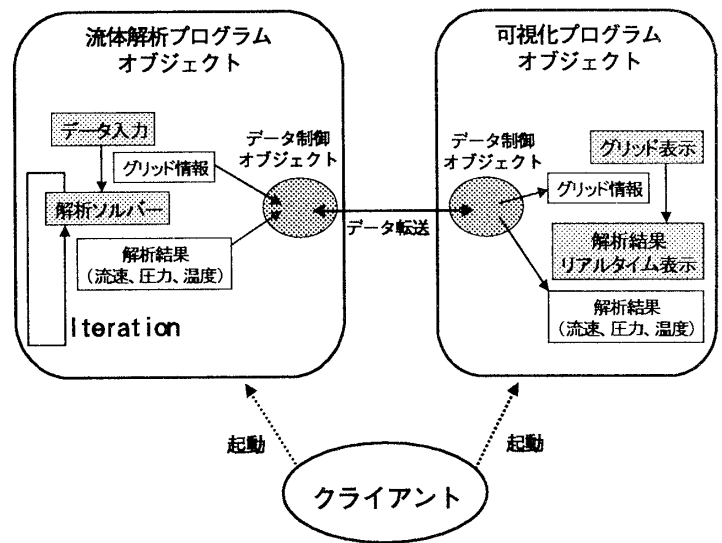 流体解析プログラム
オブジェクト
データ入力
グリッド情報
解析ソルバー
解析結果
(流速、圧力、温度)
Iteration
データ制御
オブジェクト
データ転送
可視化プログラム
オブジェクト
データ制御
オブジェクト
グリッド表示
グリッド情報
解析結果
リアルタイム表示
解析結果
(流速、圧力、温度)
起動
起動
クライアント